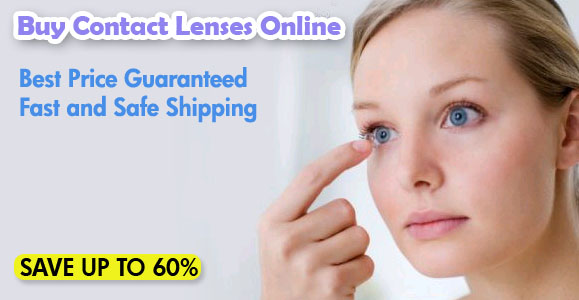 Buy Contact Lenses Online
Best Price Guaranteed
Fast and Safe Shipping
SAVE UP TO 60%